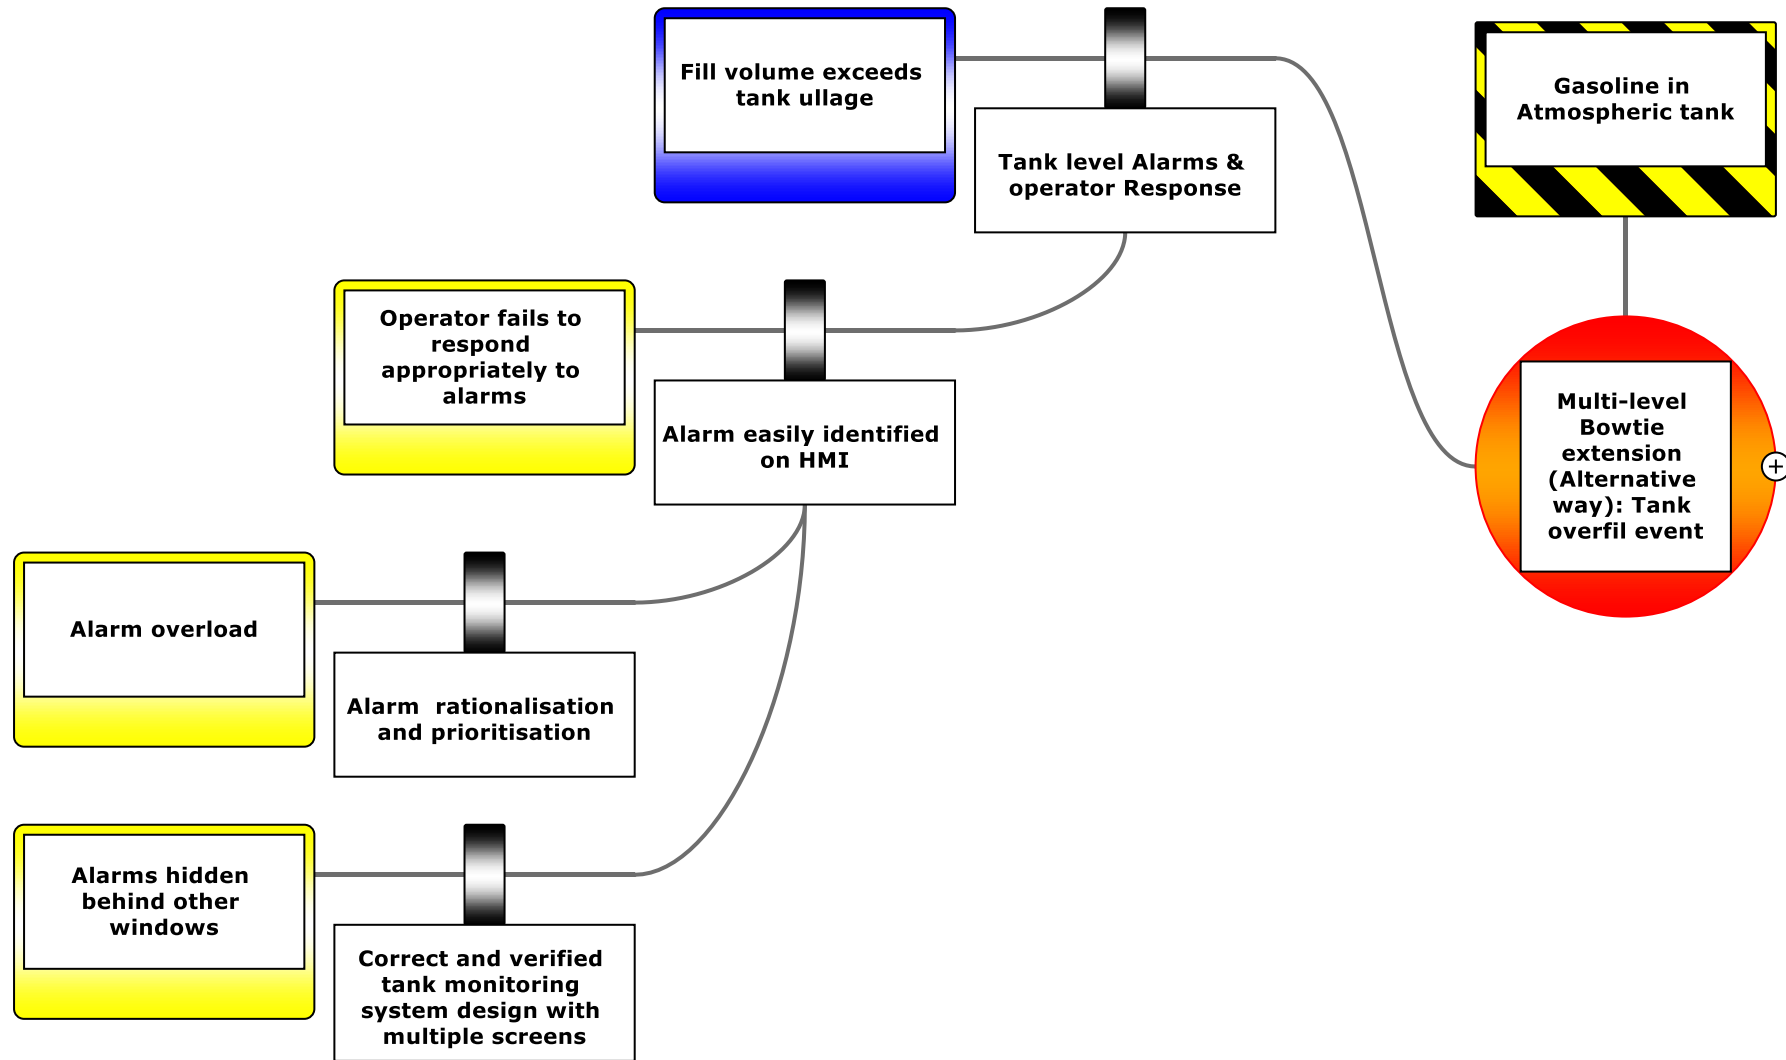 Fill volume exceeds
tank ullage
Tank level Alarms &
operator Response
Gasoline in
Atmospheric tank
Operator fails to
respond
appropriately to
alarms
Alarm easily identified
on HMI
Multi-level
Bowtie
extension
(Alternative
way): Tank
overfil event
Alarm overload
Alarm  rationalisation
and prioritisation
Alarms hidden
behind other
windows
Correct and verified
tank monitoring
system design with
multiple screens